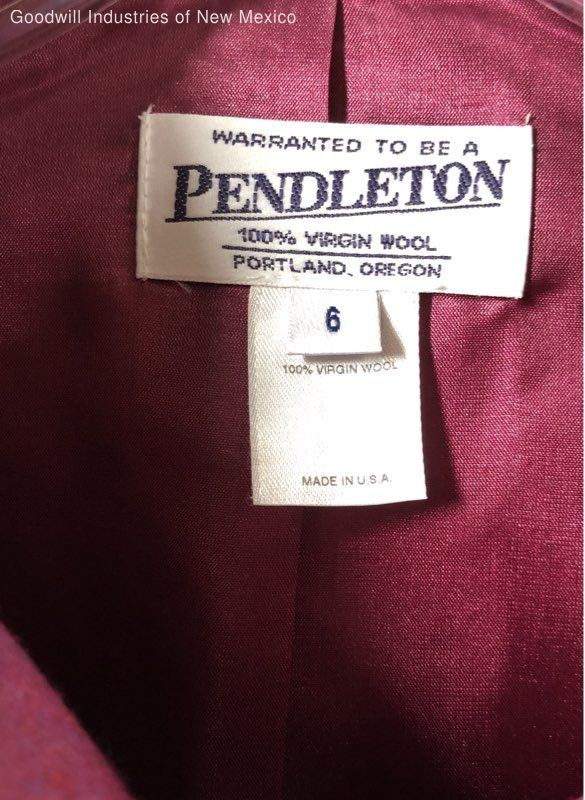 Goodwill Industries of New Mexico
WARRANTED TO BE A
PENDLETON
100% VIRGIN WOOL
PORTLAND, OREGON
6
100% VIRGIN WOOL
MADE IN U.S.A.